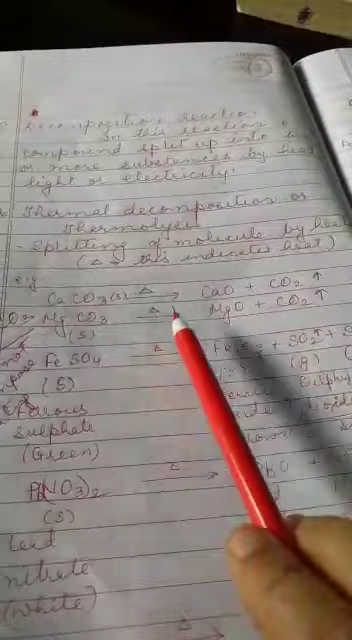 Decomposition reaction
In this reaction a
compound split up into
or more substances by heat
light or electricity.
Thermal decomposition or
Thermolysis
Splitting of molecule by heat
(Δ → this indicates heat)
eg
CaCO3(s) Δ→ CaO + CO2 ↑
MgCO3 Δ→ MgO + CO2 ↑
(s)
FeSO4 Δ + SO2↑ +
(s) (g)
Ferrous
sulphate
(Green)
Pb(NO3)2 Δ→ PbO +
(s)
lead
nitrate
(white)
Δ→